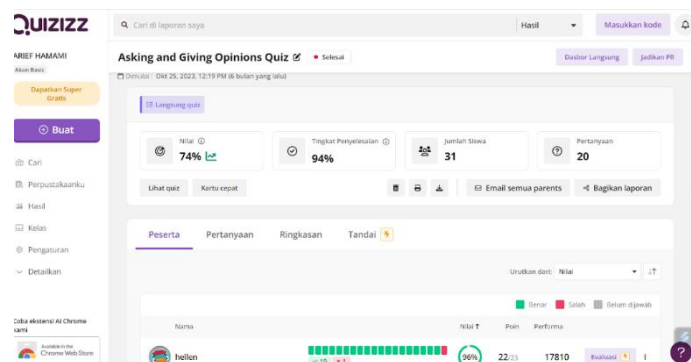 QUIZIZZ
Cari di laporan saya
Hasil
Masukkan kode
ARIEF HAMAMI
Akun Basic
Dapatkan Super Gratis
Buat
Cari
Perpustakaanku
Hasil
Kelas
Pengaturan
Detailkan
Coba ekstensi AI Chrome kami
Available in the
Chrome Web Store
Asking and Giving Opinions Quiz
Selesai
Dasbor Langsung
Jadikan PR
Dimulai : Okt 25, 2023, 12:19 PM (6 bulan yang lalu)
Langsung quiz
Nilai
74%
Tingkat Penyelesaian
94%
Jumlah Siswa
31
Pertanyaan
20
Lihat quiz
Kartu cepat
Email semua parents
Bagikan laporan
Peserta
Pertanyaan
Ringkasan
Tandai
Urutkan dari: Nilai
Benar
Salah
Belum dijawab
Nama
Nilai
Poin
Performa
hellen
96%
22/23
17810
Evaluasi